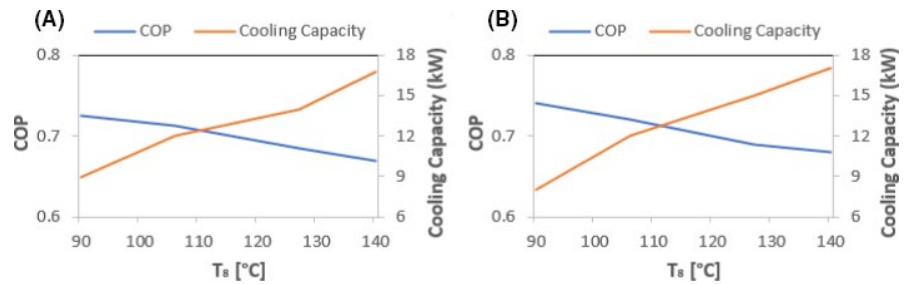 (A)
COP Cooling Capacity
0.8
0.7
0.6
COP
18
15
12
9
6
Cooling Capacity (kW)
90 100 110 120 130 140
T₈ [°C]
(B)
COP Cooling Capacity
0.8
0.7
0.6
COP
18
15
12
9
6
Cooling Capacity (kW)
90 100 110 120 130 140
T₈ [°C]